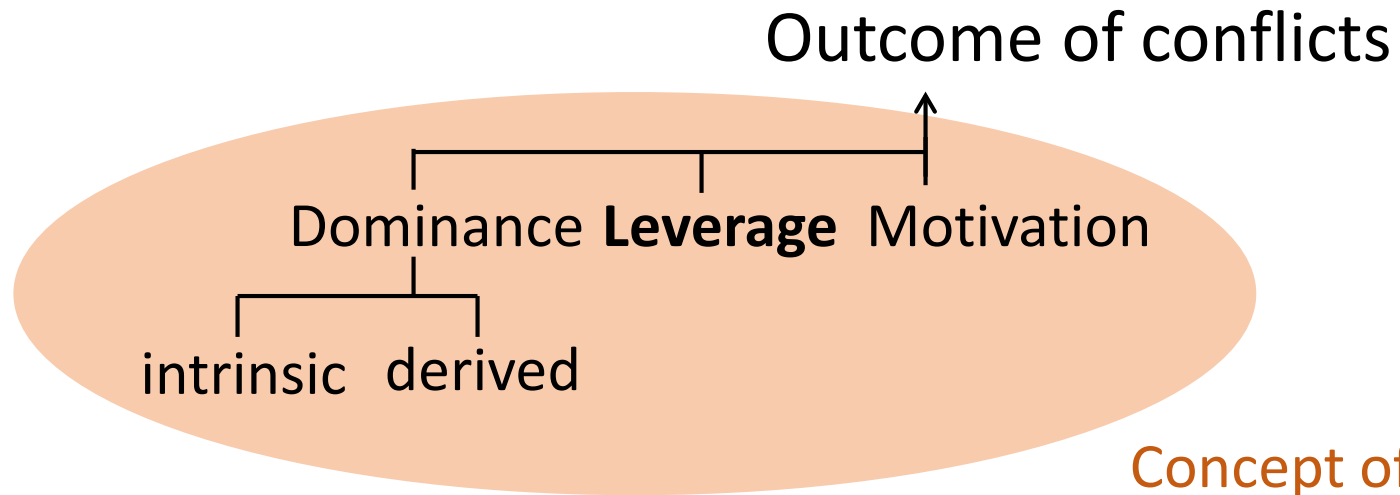 Outcome of conflicts
Dominance Leverage Motivation
intrinsic derived
Concept of